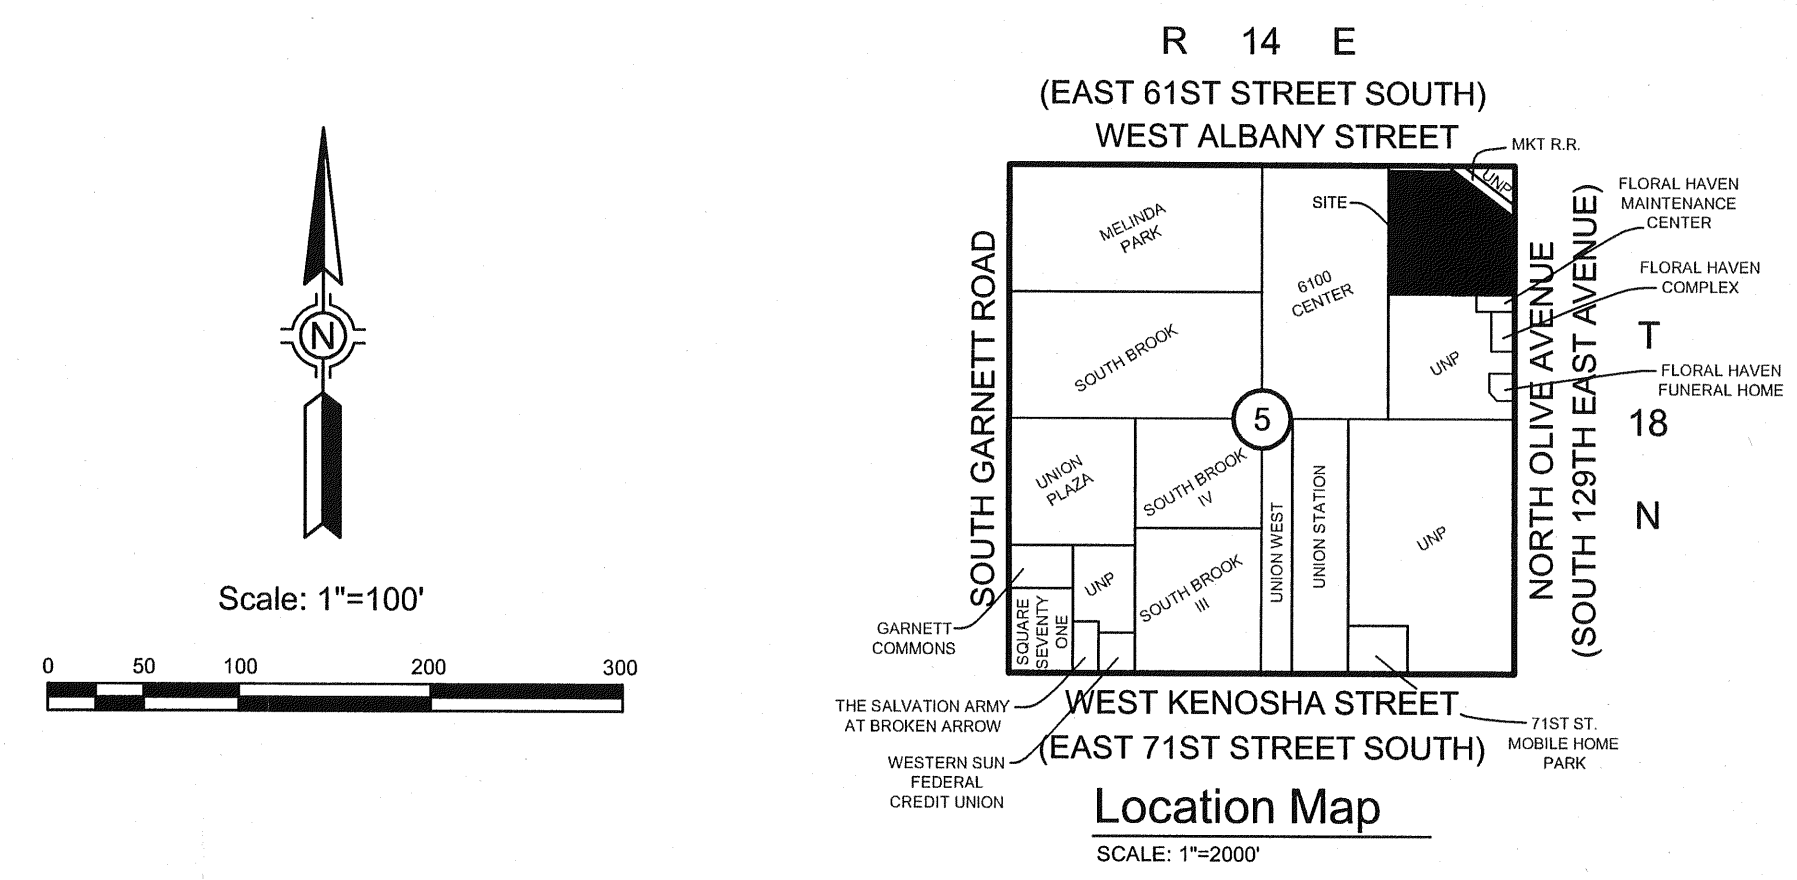 R 14 E
(EAST 61ST STREET SOUTH)
WEST ALBANY STREET
MKT R.R.
UNP
FLORAL HAVEN
MAINTENANCE
CENTER
SITE
MELINDA
PARK
6100
CENTER
FLORAL HAVEN
COMPLEX
SOUTH GARNETT ROAD
NORTH OLIVE AVENUE
(SOUTH 129TH EAST AVENUE)
T
18
N
SOUTH BROOK
UNP
FLORAL HAVEN
FUNERAL HOME
5
UNION
PLAZA
SOUTH BROOK
IV
UNION WEST
UNION STATION
UNP
UNP
SOUTH BROOK
III
SQUARE
SEVENTY
ONE
GARNETT
COMMONS
THE SALVATION ARMY
AT BROKEN ARROW
WEST KENOSHA STREET
(EAST 71ST STREET SOUTH)
71ST ST.
MOBILE HOME
PARK
WESTERN SUN
FEDERAL
CREDIT UNION
Location Map
SCALE: 1"=2000'
N
Scale: 1"=100'
0 50 100 200 300